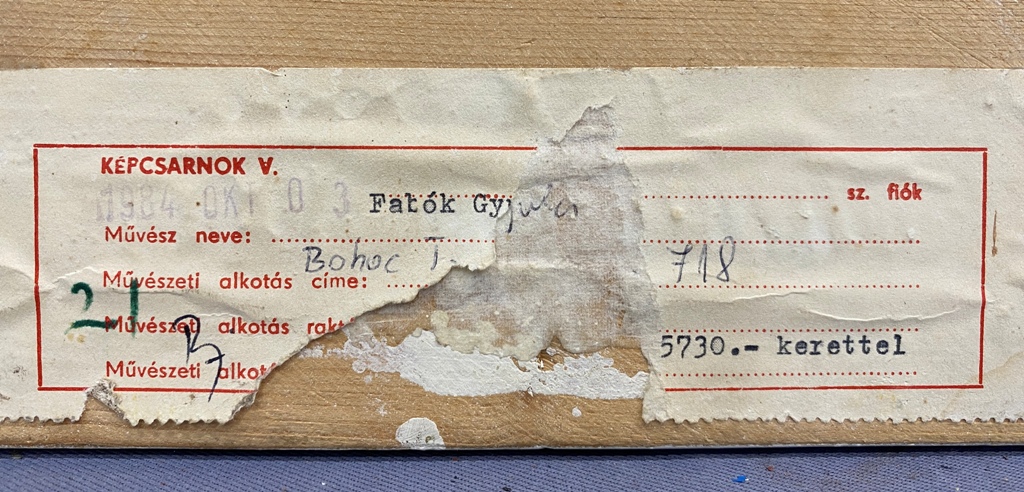 KÉPCSARNOK V.
1984 OKT 0 3
sz. fiók
Fatók Gy
Művész neve:
Bohoc T
718
Művészeti alkotás címe:
21
Művészeti alkotás rakt
5730.- kerettel
Művészeti alkot